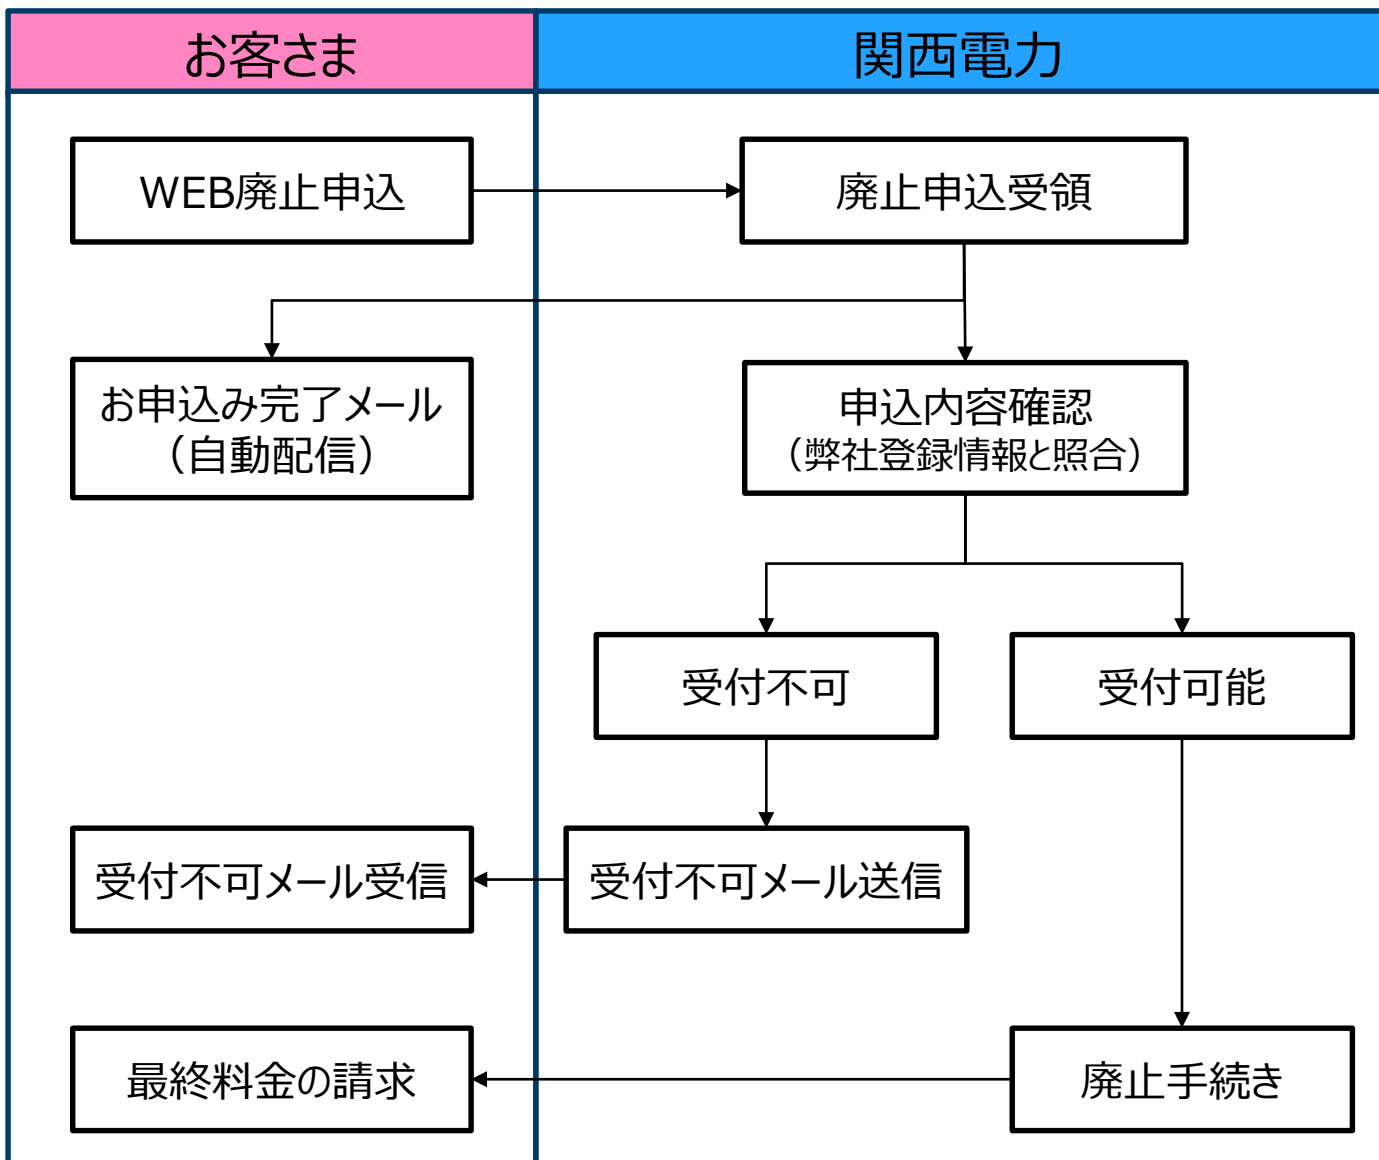 お客さま
関西電力
WEB廃止申込
廃止申込受領
お申込み完了メール
（自動配信）
申込内容確認
（弊社登録情報と照合）
受付不可
受付可能
受付不可メール受信
受付不可メール送信
最終料金の請求
廃止手続き